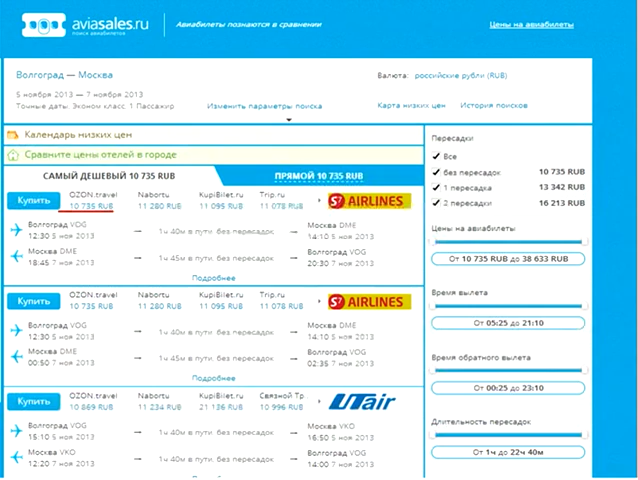 aviasales.ru
поиск авиабилетов
Авиабилеты познаются в сравнении
Цены на авиабилеты
Волгоград — Москва
5 ноября 2013 — 7 ноября 2013
Точные даты: Эконом класс. 1 Пассажир
Изменить параметры поиска
Валюта: российские рубли (RUB)
Карта низких цен История поисков
Календарь низких цен
Сравните цены отелей в городе
САМЫЙ ДЕШЕВЫЙ 10 735 RUB
ПРЯМОЙ 10 735 RUB
Купить
OZON.travel Nabortu KupiBilet.ru Trip.ru
10 735 RUB 11 280 RUB 11 095 RUB 11 078 RUB
S7 AIRLINES
Волгоград VOG Москва DME
12:30 5 ноя 2013 → 1ч 40м в пути, без пересадок → 14:10 5 ноя 2013
Москва DME Волгоград VOG
18:45 7 ноя 2013 → 1ч 45м в пути, без пересадок → 20:30 7 ноя 2013
Подробнее
Купить
OZON.travel Nabortu KupiBilet.ru Trip.ru
10 735 RUB 11 280 RUB 11 095 RUB 11 078 RUB
S7 AIRLINES
Волгоград VOG Москва DME
12:30 5 ноя 2013 → 1ч 40м в пути, без пересадок → 14:10 5 ноя 2013
Москва DME Волгоград VOG
00:50 7 ноя 2013 → 1ч 45м в пути, без пересадок → 02:35 7 ноя 2013
Подробнее
Купить
OZON.travel Nabortu KupiBilet.ru Связной Тр
10 869 RUB 11 234 RUB 21 136 RUB 10 996 RUB
UTair
Волгоград VOG Москва VKO
15:10 5 ноя 2013 → 1ч 40м в пути, без пересадок → 16:50 5 ноя 2013
Москва VKO Волгоград VOG
12:20 7 ноя 2013 → 1ч 40м в пути, без пересадок → 14:00 7 ноя 2013
Пересадки
Все
без пересадок 10 735 RUB
1 пересадка 13 342 RUB
2 пересадки 16 213 RUB
Цены на авиабилеты
От 10 735 RUB до 38 633 RUB
Время вылета
От 05:25 до 21:10
Время обратного вылета
От 00:25 до 23:10
Длительность пересадок
От 1ч до 22ч 40м